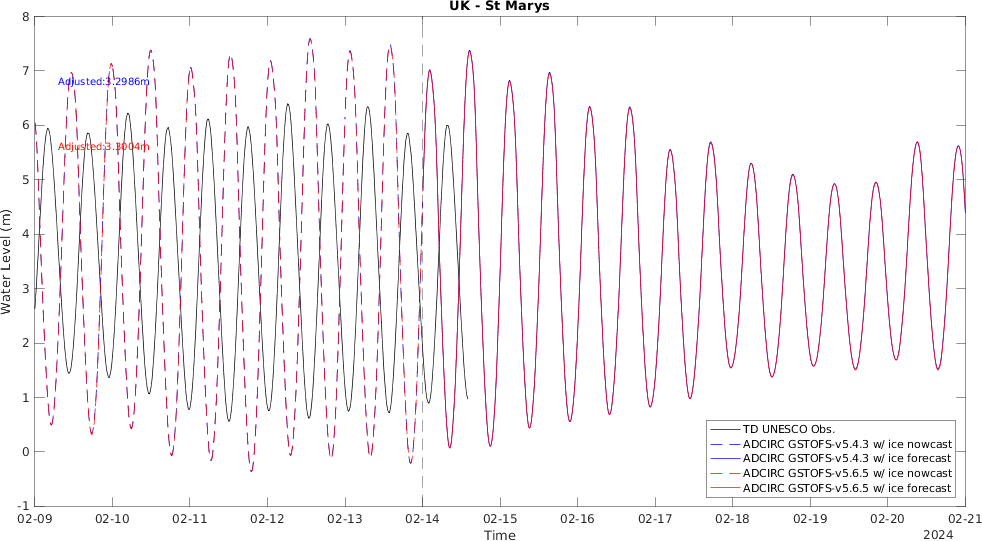 UK - St Marys
8
7
6
5
4
3
2
1
0
-1
Water Level (m)
Adjusted:3.2986m
Adjusted:3.3004m
TD UNESCO Obs.
ADCIRC GSTOFS-v5.4.3 w/ ice nowcast
ADCIRC GSTOFS-v5.4.3 w/ ice forecast
ADCIRC GSTOFS-v5.6.5 w/ ice nowcast
ADCIRC GSTOFS-v5.6.5 w/ ice forecast
02-09 02-10 02-11 02-12 02-13 02-14 02-15 02-16 02-17 02-18 02-19 02-20 02-21
Time
2024